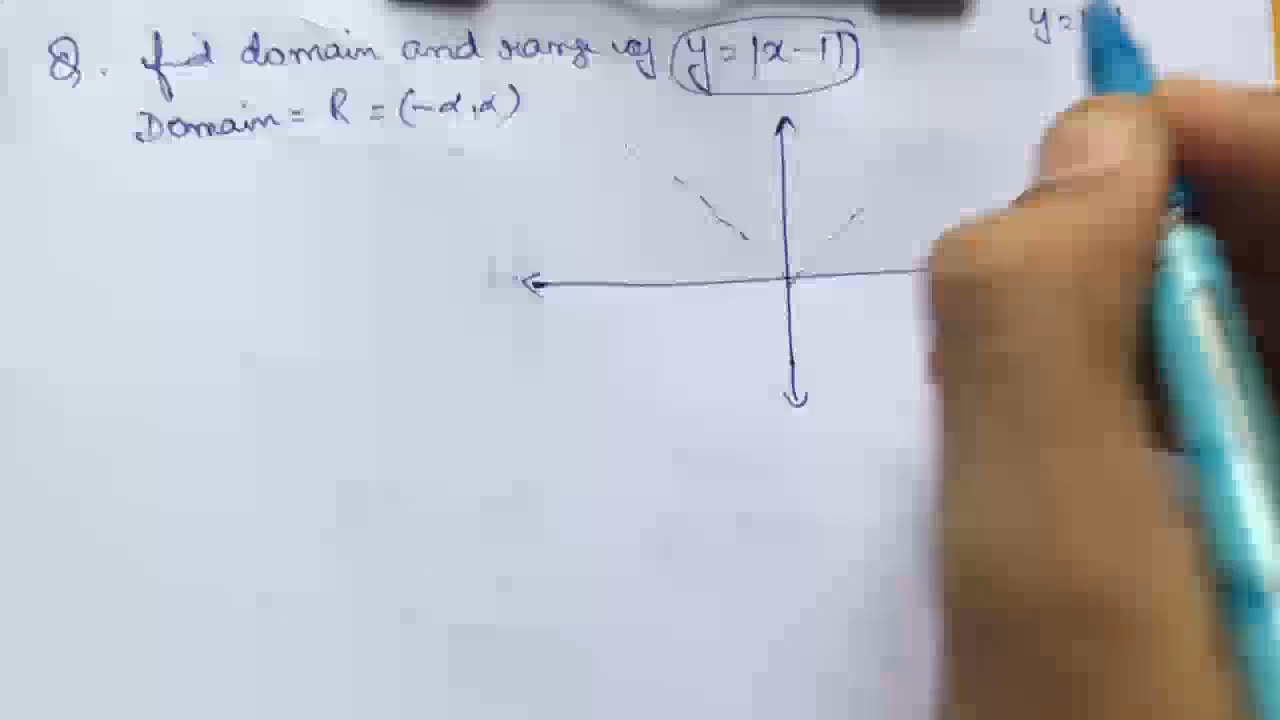 Q. find domain and range of y = |x - 1|
Domain = R = (-∞, ∞)
y =